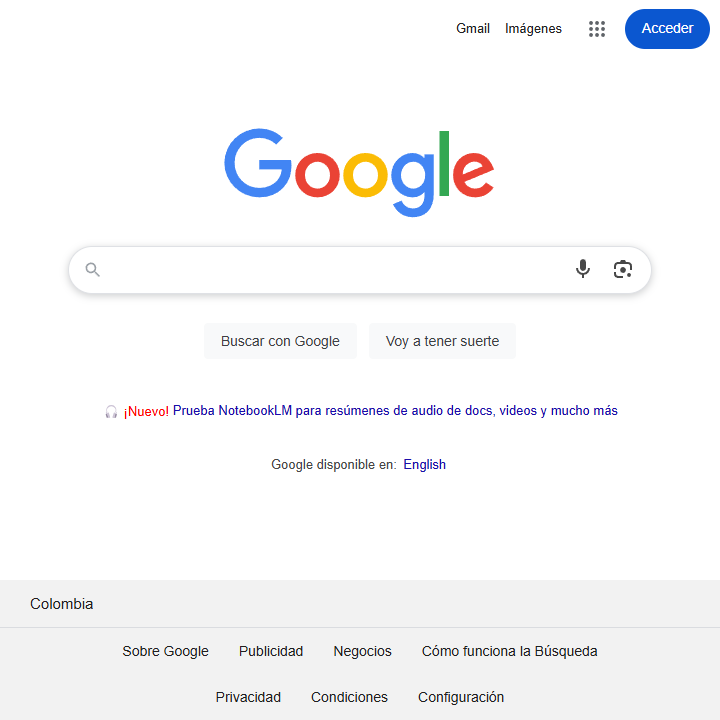 Gmail Imágenes Acceder
Google
Buscar con Google Voy a tener suerte
¡Nuevo! Prueba NotebookLM para resúmenes de audio de docs, videos y mucho más
Google disponible en: English
Colombia
Sobre Google Publicidad Negocios Cómo funciona la Búsqueda
Privacidad Condiciones Configuración